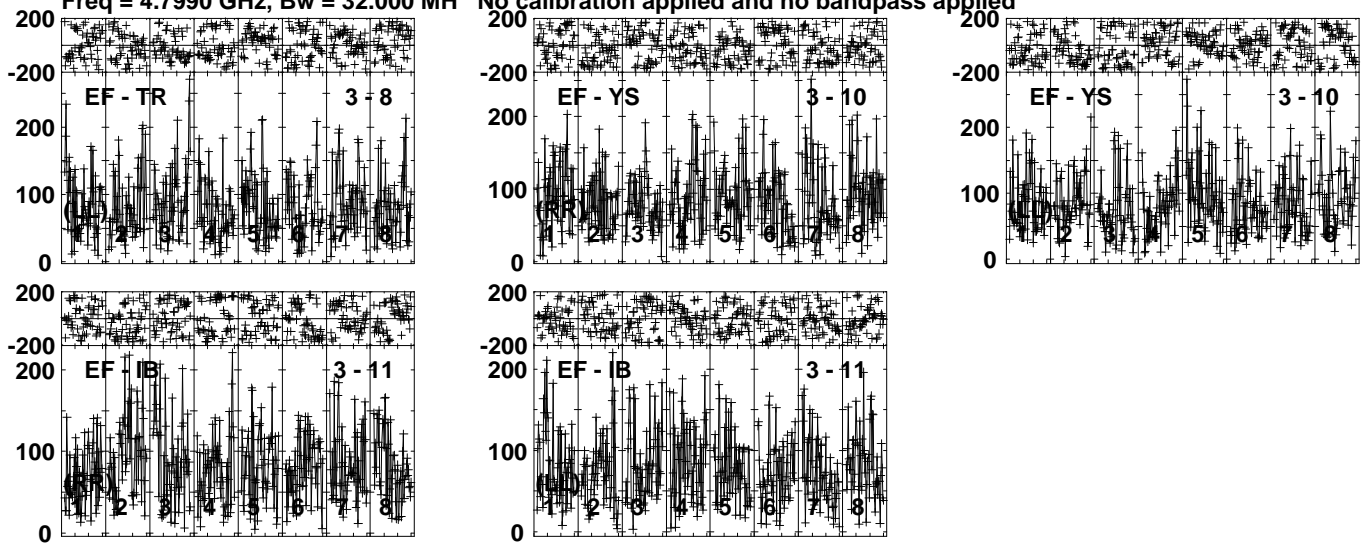 Freq = 4.7990 GHz, Bw = 32.000 MH No calibration applied and no bandpass applied
200
-200
EF - TR 3 - 8
200
100
0
(LL)
1 2 3 4 5 6 7 8
200
-200
EF - YS 3 - 10
200
100
0
(RR)
1 2 3 4 5 6 7 8
200
-200
EF - YS 3 - 10
200
100
0
(LL)
1 2 3 4 5 6 7 8
200
-200
EF - IB 3 - 11
200
100
0
(RR)
1 2 3 4 5 6 7 8
200
-200
EF - IB 3 - 11
200
100
0
(LL)
1 2 3 4 5 6 7 8